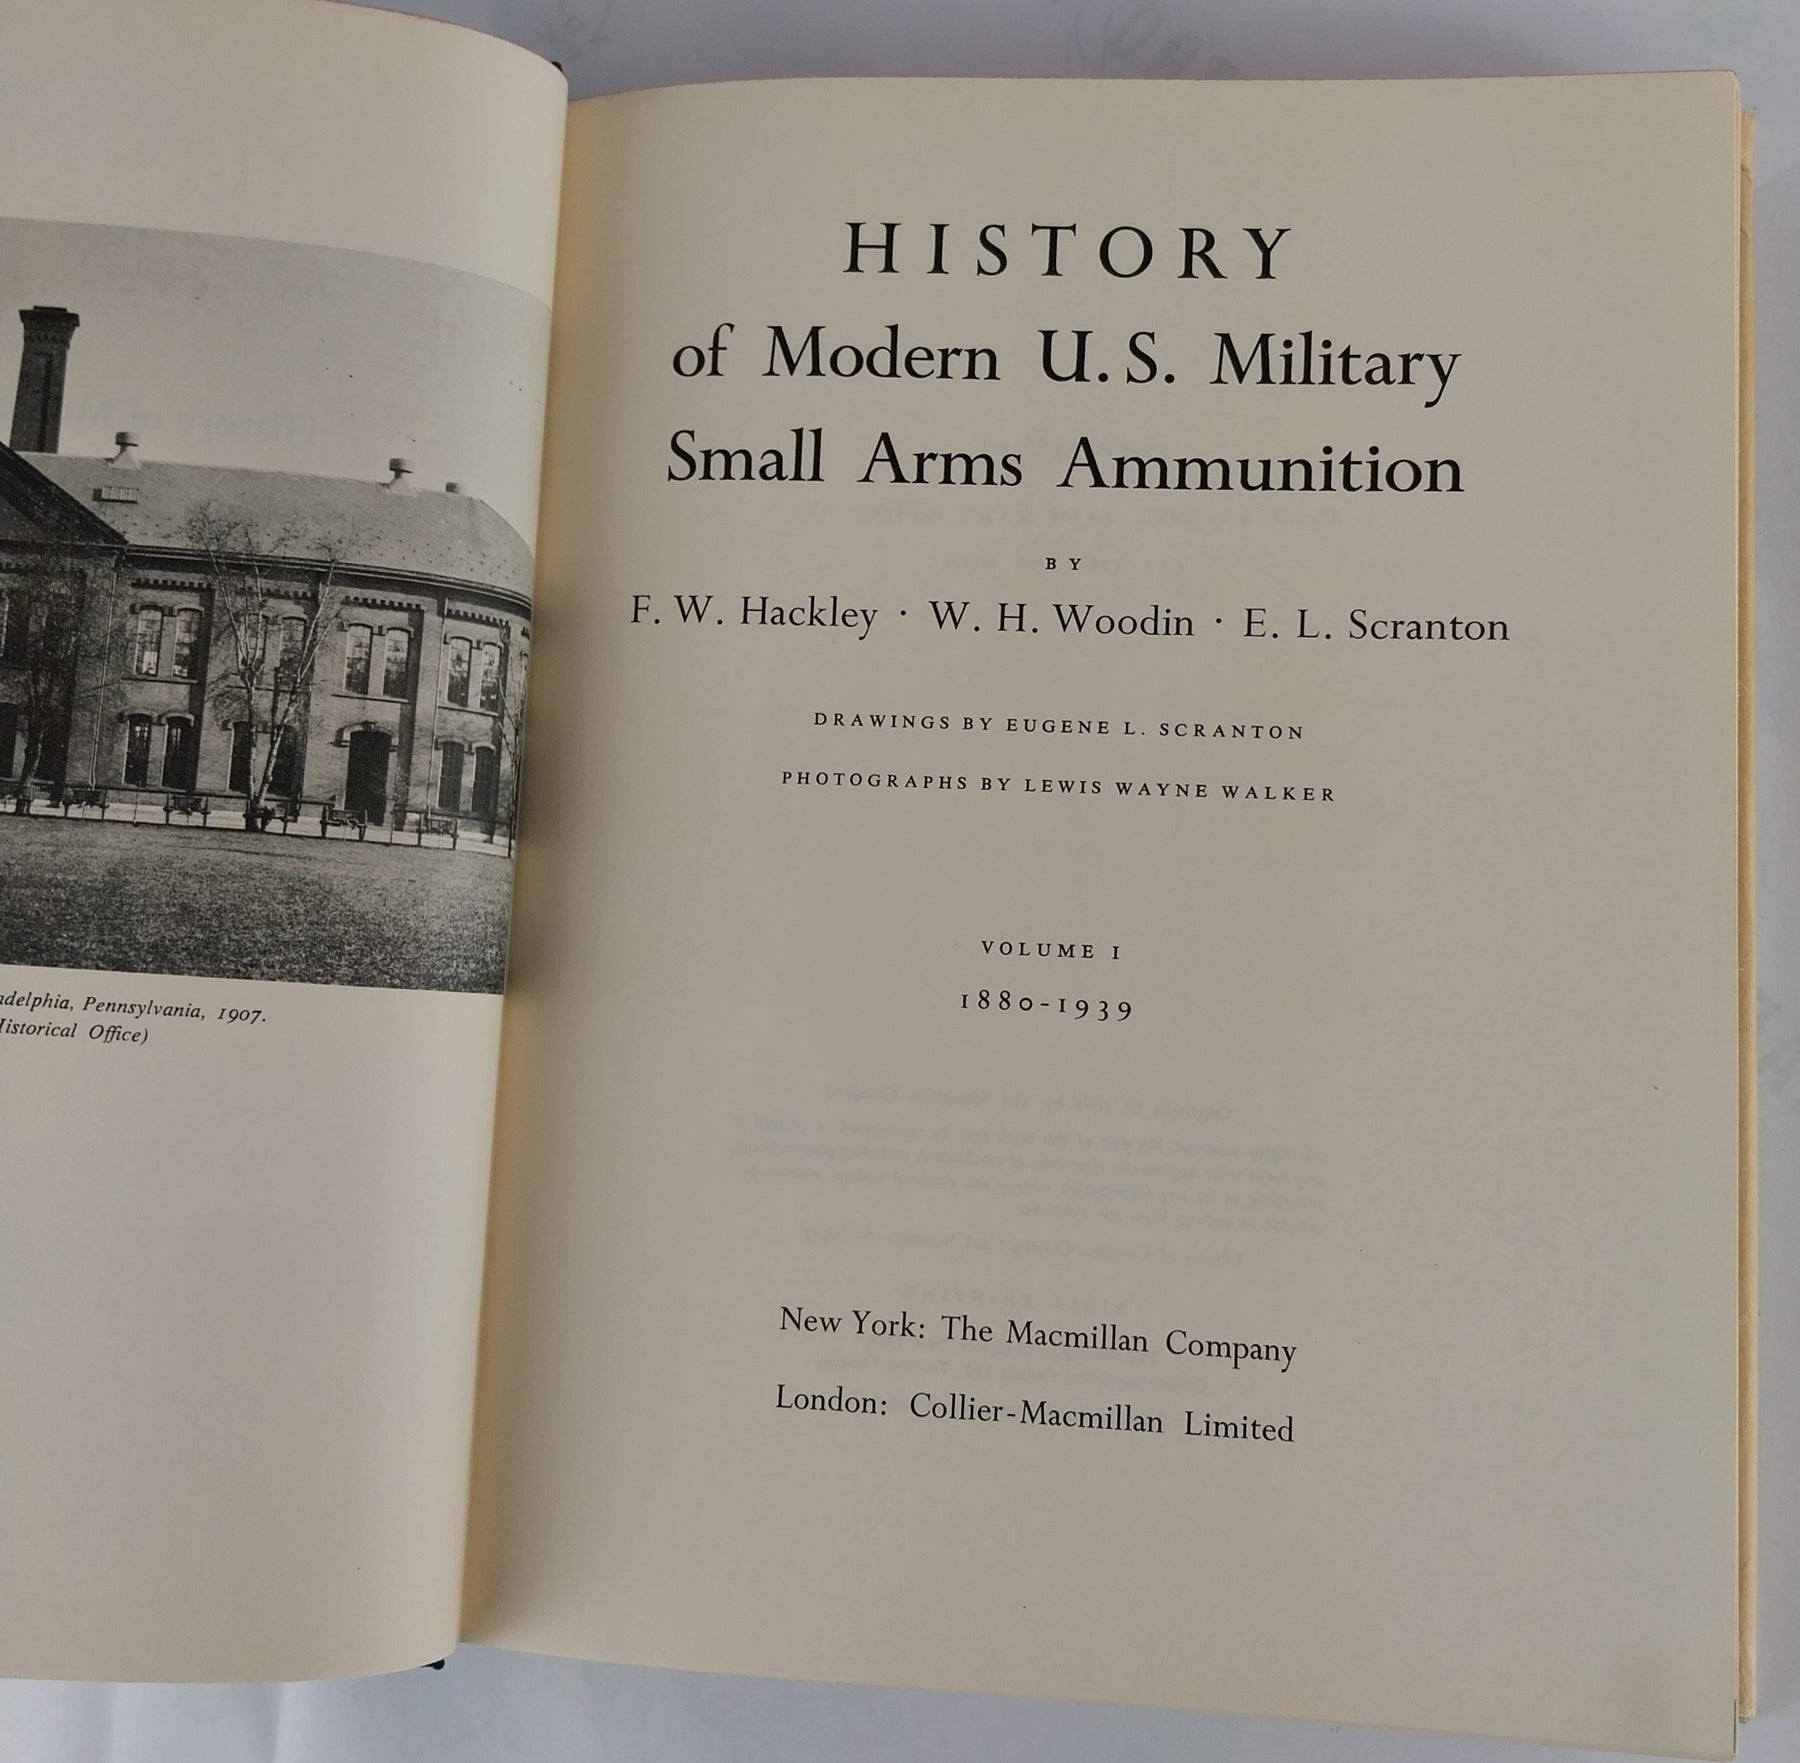 adelphia, Pennsylvania, 1907.
Historical Office)
HISTORY
of Modern U.S. Military
Small Arms Ammunition
BY
F. W. Hackley · W. H. Woodin · E. L. Scranton
DRAWINGS BY EUGENE L. SCRANTON
PHOTOGRAPHS BY LEWIS WAYNE WALKER
VOLUME I
1880-1939
New York: The Macmillan Company
London: Collier-Macmillan Limited